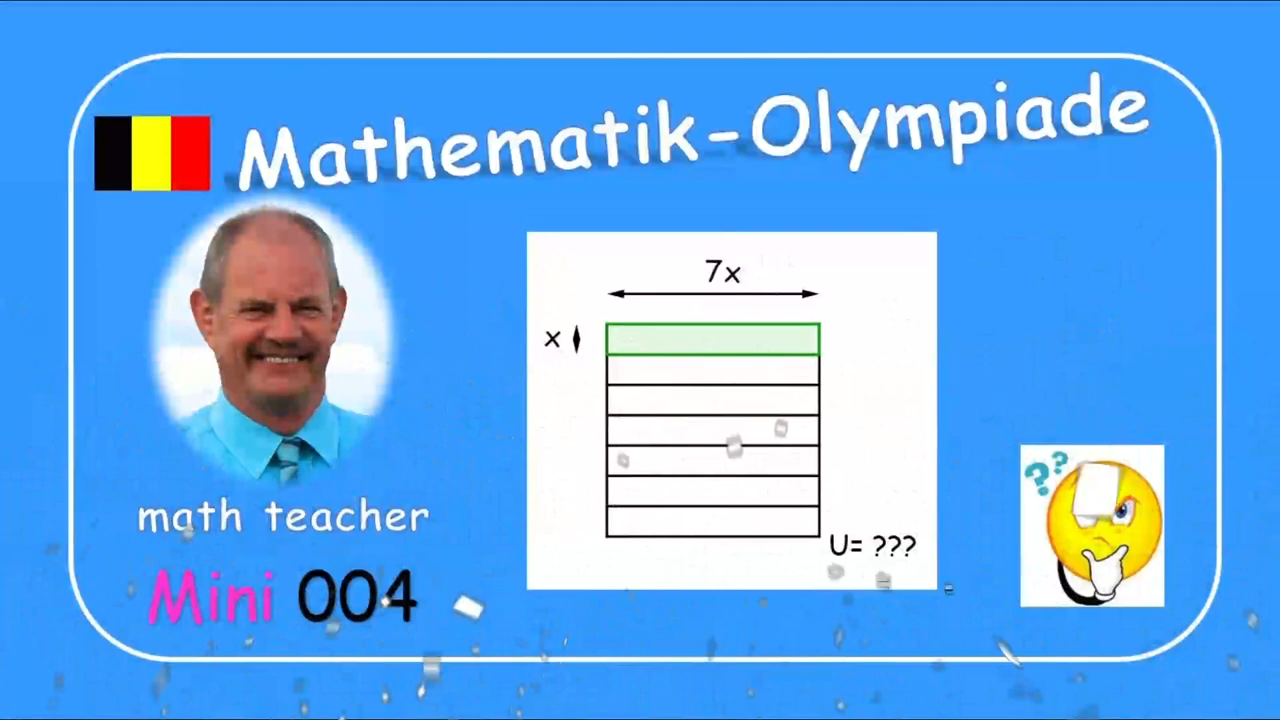 Mathematik-Olympiade
7x
x
U= ???
??
math teacher
Mini 004